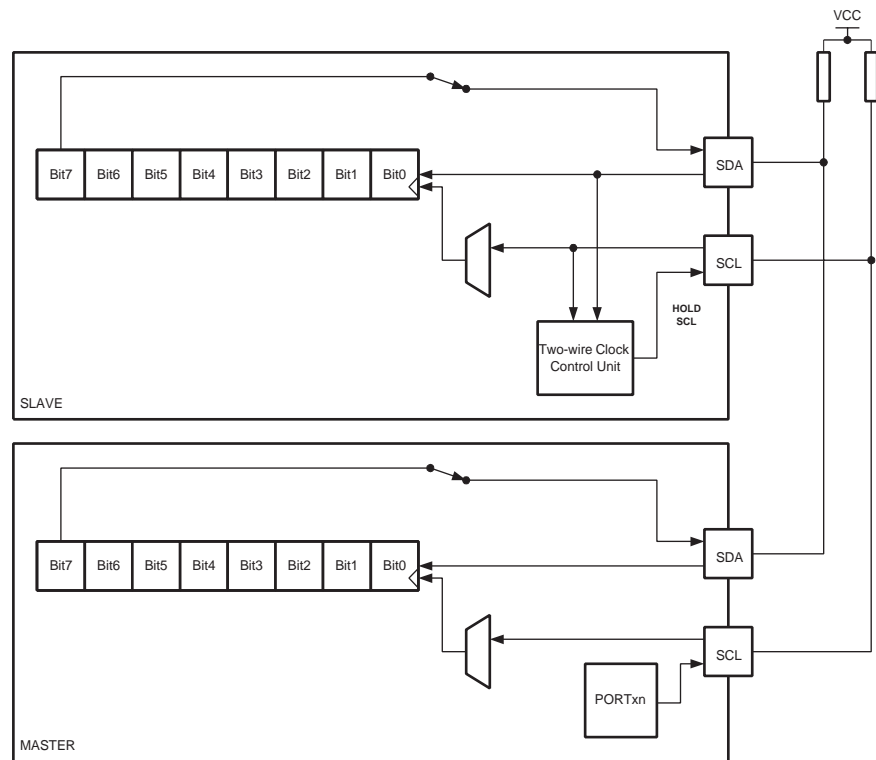 VCC
Bit7 Bit6 Bit5 Bit4 Bit3 Bit2 Bit1 Bit0
SDA
SCL
HOLD
SCL
Two-wire Clock
Control Unit
SLAVE
Bit7 Bit6 Bit5 Bit4 Bit3 Bit2 Bit1 Bit0
SDA
SCL
PORTxn
MASTER